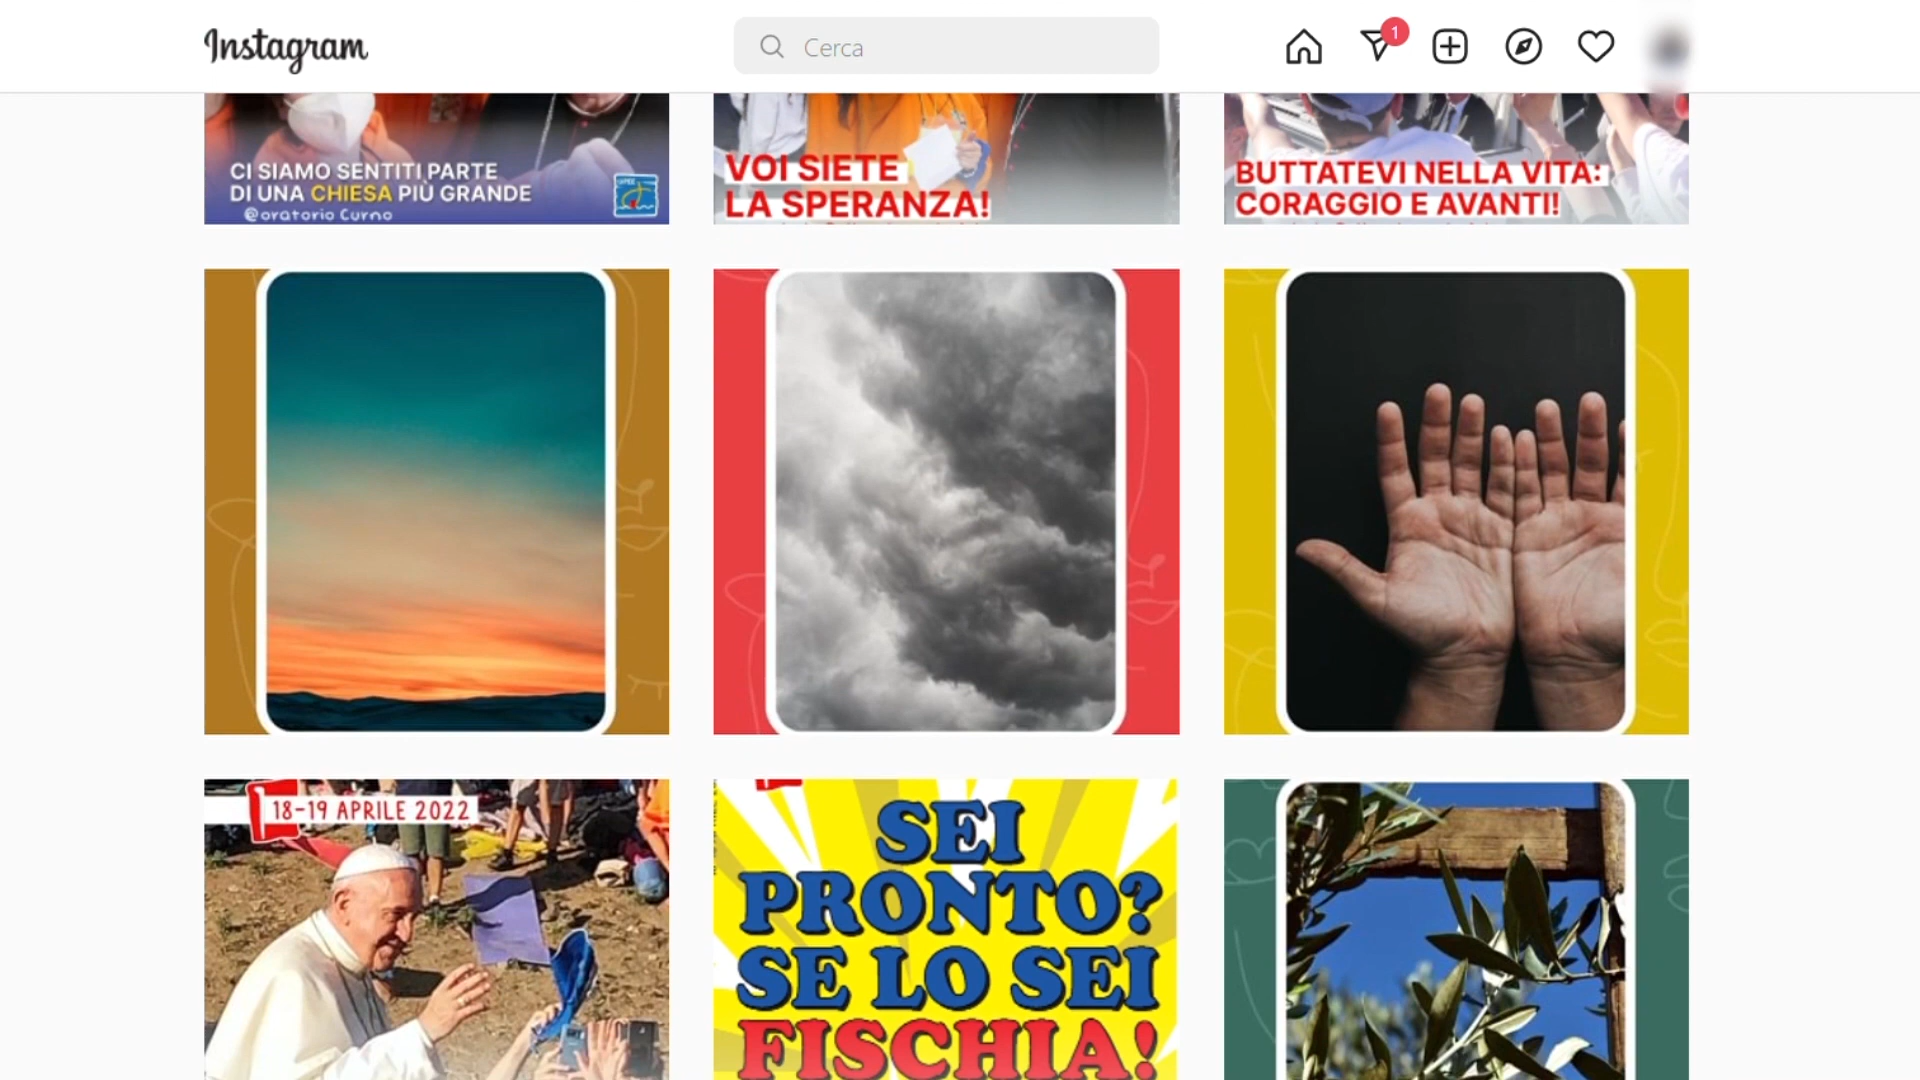 Instagram
Cerca
1
CI SIAMO SENTITI PARTE
DI UNA CHIESA PIÙ GRANDE
@oratorio Curno
VOI SIETE
LA SPERANZA!
BUTTATEVI NELLA VITA:
CORAGGIO E AVANTI!
18-19 APRILE 2022
SEI
PRONTO?
SE LO SEI
FISCHIA!